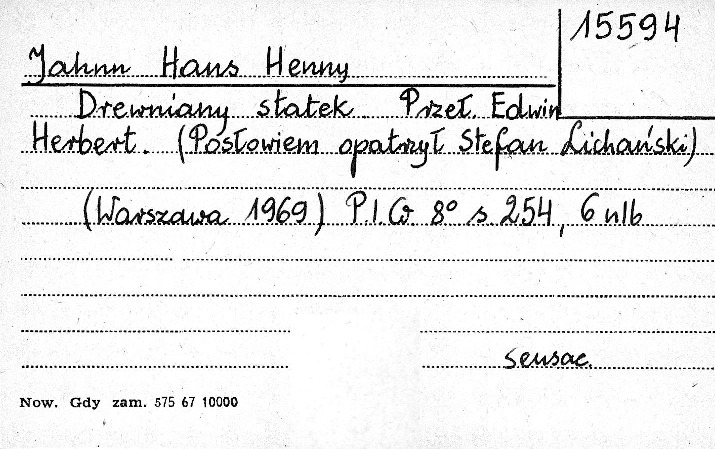 15594
Jahnn Hans Henny
Drewniany statek. Przeł. Edwin
Herbert. (Posłowiem opatrzył Stefan Lichański)
(Warszawa 1969) P.I.W 8° s. 254, 6 nlb
sensac.
Now. Gdy zam. 575 67 10000